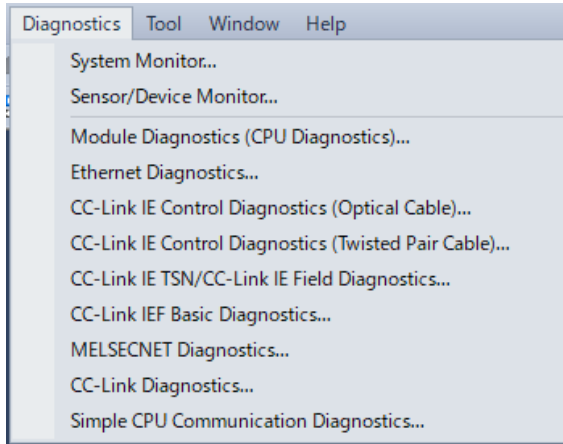 Diagnostics Tool Window Help
System Monitor...
Sensor/Device Monitor...
Module Diagnostics (CPU Diagnostics)...
Ethernet Diagnostics...
CC-Link IE Control Diagnostics (Optical Cable)...
CC-Link IE Control Diagnostics (Twisted Pair Cable)...
CC-Link IE TSN/CC-Link IE Field Diagnostics...
CC-Link IEF Basic Diagnostics...
MELSECNET Diagnostics...
CC-Link Diagnostics...
Simple CPU Communication Diagnostics...